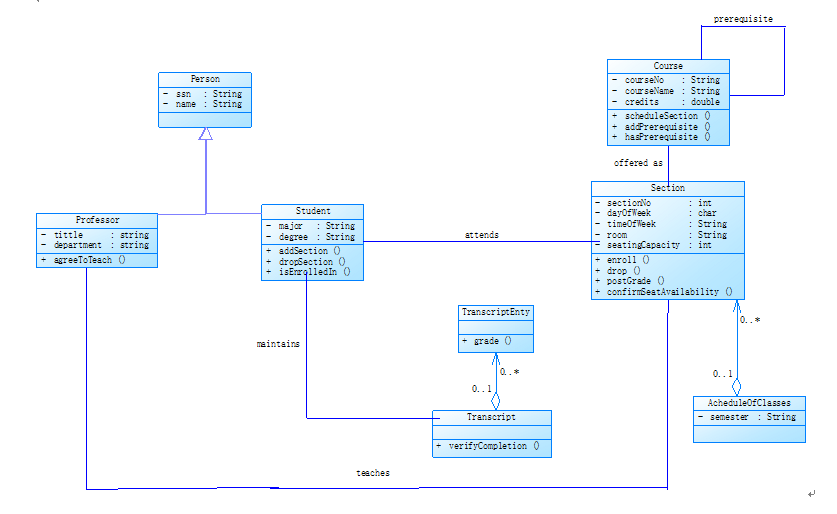 prerequisite
Course
- courseNo : String
- courseName : String
- credits : double
+ scheduleSection ()
+ addPrerequisite ()
+ hasPrerequisite ()
Person
- ssn : String
- name : String
offered as
Section
- sectionNo : int
- dayOfWeek : char
- timeOfWeek : String
- room : String
- seatingCapacity : int
+ enroll ()
+ drop ()
+ postGrade ()
+ confirmSeatAvailability ()
Professor
- tittle : string
- department : string
+ agreeToTeach ()
Student
- major : String
- degree : String
+ addSection ()
+ dropSection ()
+ isEnrolledIn ()
attends
TranscriptEnty
+ grade ()
maintains
0..*
0..1
Transcript
+ verifyCompletion ()
0..*
0..1
AcheduleOfClasses
- semester : String
teaches